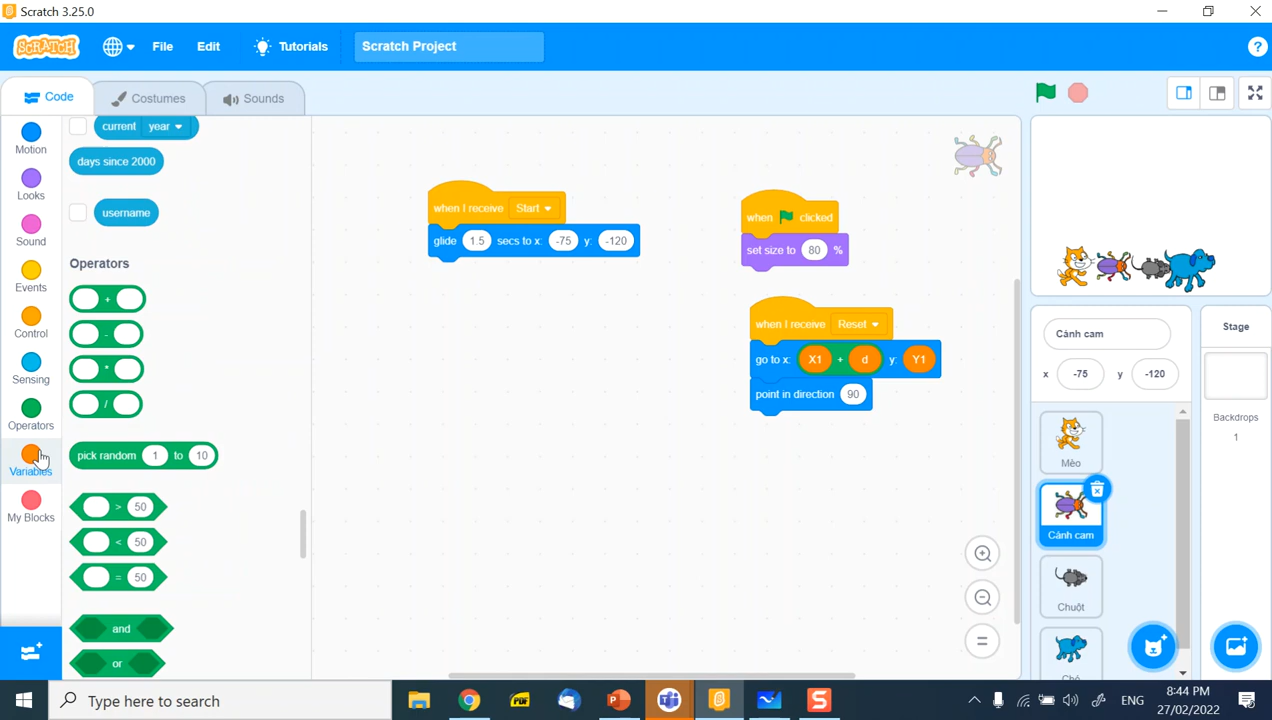 Scratch 3.25.0
SCRATCH File Edit Tutorials Scratch Project
Code Costumes Sounds
Motion
Looks
Sound
Events
Control
Sensing
Operators
Variables
My Blocks
current year
days since 2000
username
Operators
+
-
*
/
pick random 1 to 10
> 50
< 50
= 50
and
or
when I receive Start
glide 1.5 secs to x: -75 y: -120
when clicked
set size to 80 %
when I receive Reset
go to x: X1 + d y: Y1
point in direction 90
Cánh cam
x -75 y -120
Mèo
Cánh cam
Chuột
Chó
Stage
Backdrops
1
Type here to search
PDF
ENG
8:44 PM
27/02/2022